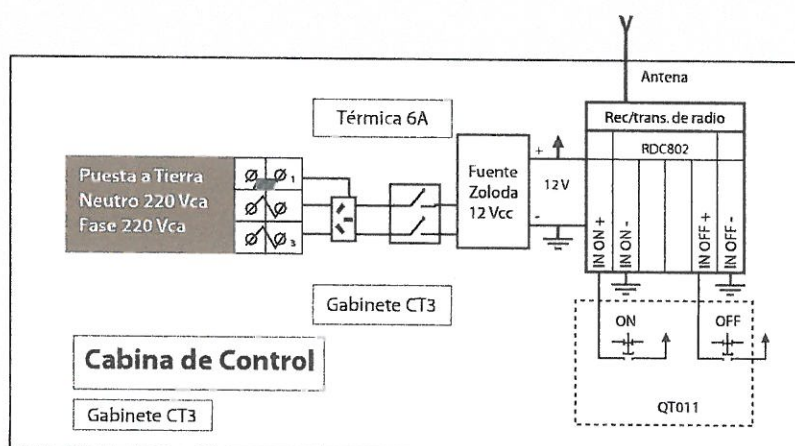 Antena
Térmica 6A
Rec/trans. de radio
RDC802
Puesta a Tierra
Neutro 220 Vca
Fase 220 Vca
Ø Ø 1
Ø Ø
Ø Ø 3
Fuente
Zoloda
12 Vcc
+
12 V
-
IN ON +
IN ON -
IN OFF +
IN OFF -
Gabinete CT3
ON
OFF
Cabina de Control
Gabinete CT3
QT011